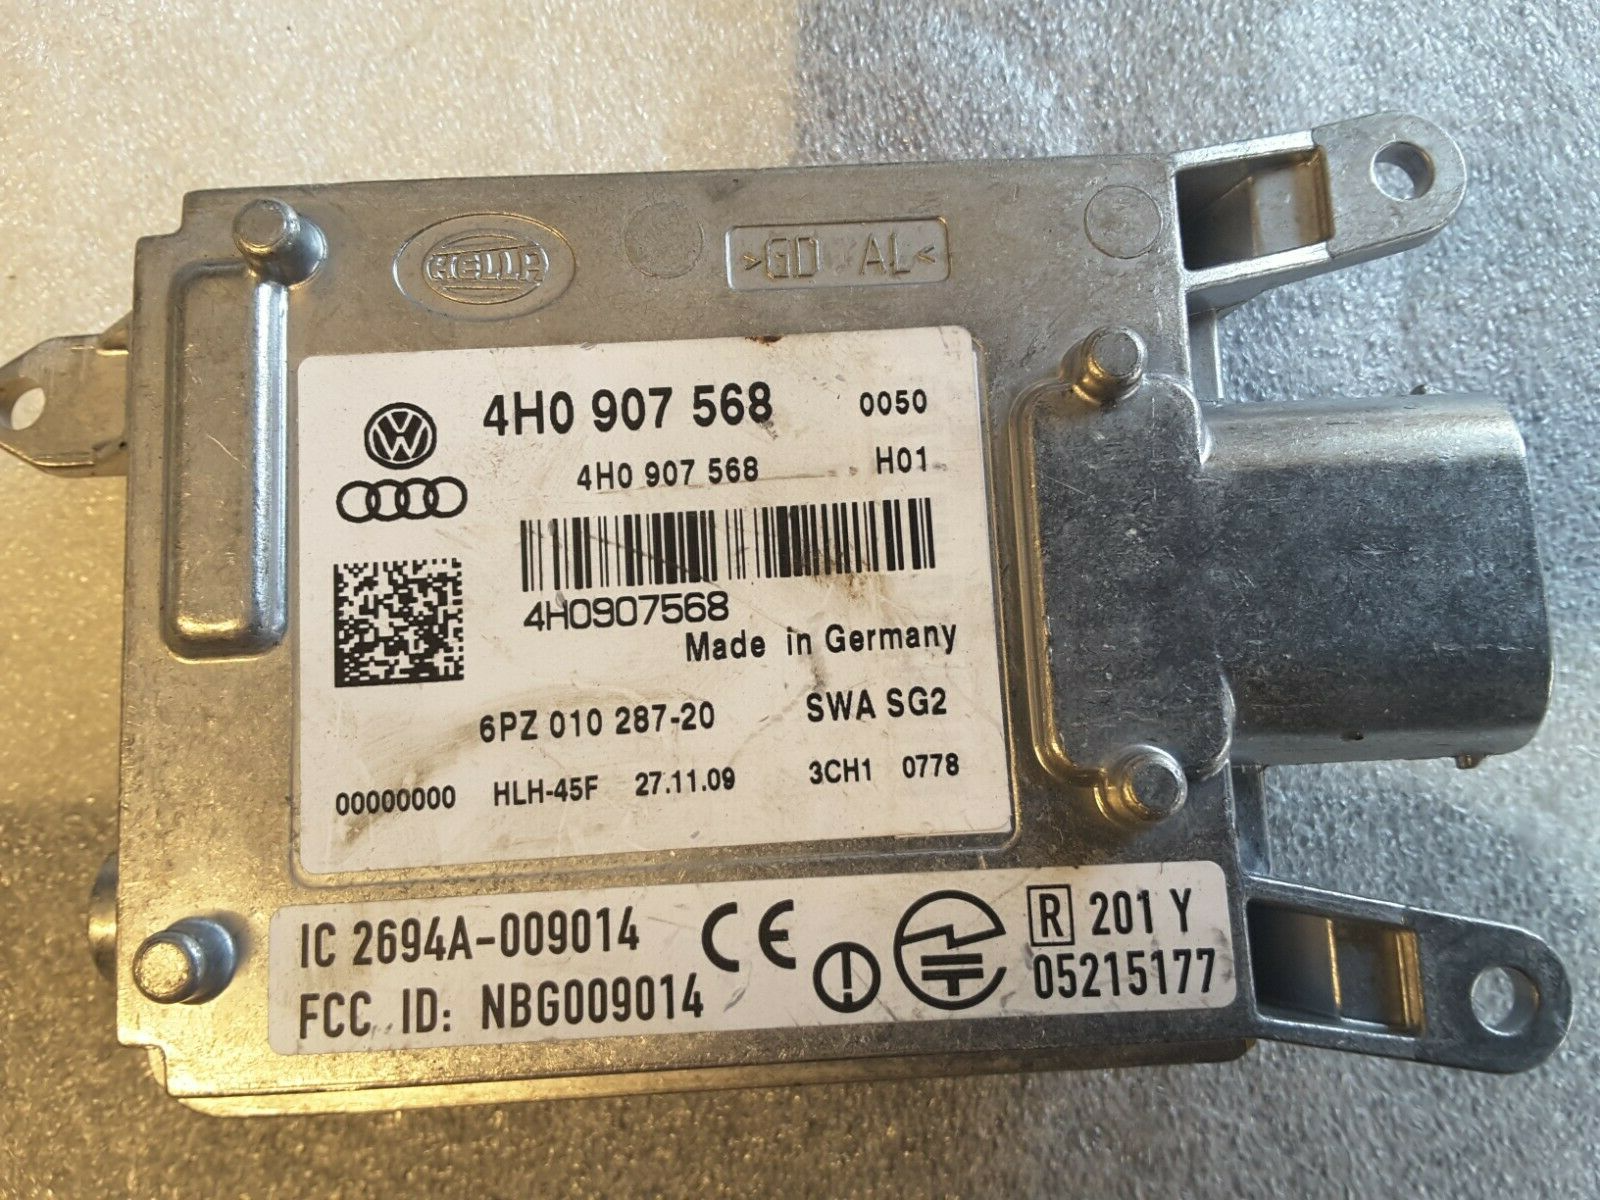 HELLA
>GD AL<
4H0 907 568 0050
4H0 907 568 H01
4H0907568
Made in Germany
6PZ 010 287-20 SWA SG2
00000000 HLH-45F 27.11.09 3CH1 0778
IC 2694A-009014 CE R 201 Y
FCC ID: NBG009014 05215177